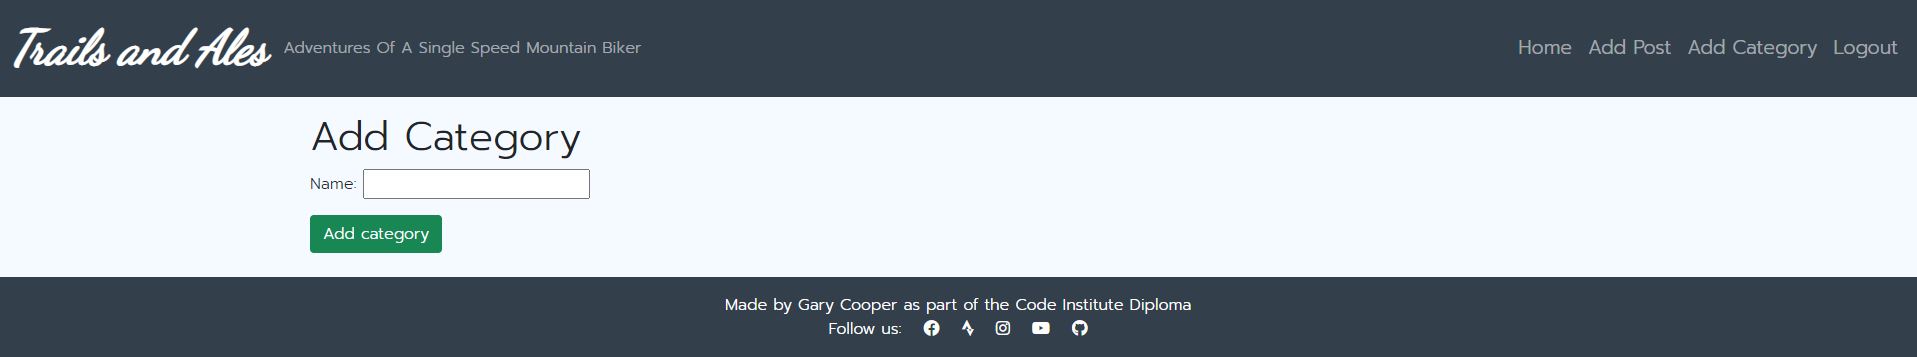 Trails and Ales Adventures Of A Single Speed Mountain Biker Home Add Post Add Category Logout
Add Category
Name:
Add category
Made by Gary Cooper as part of the Code Institute Diploma
Follow us: